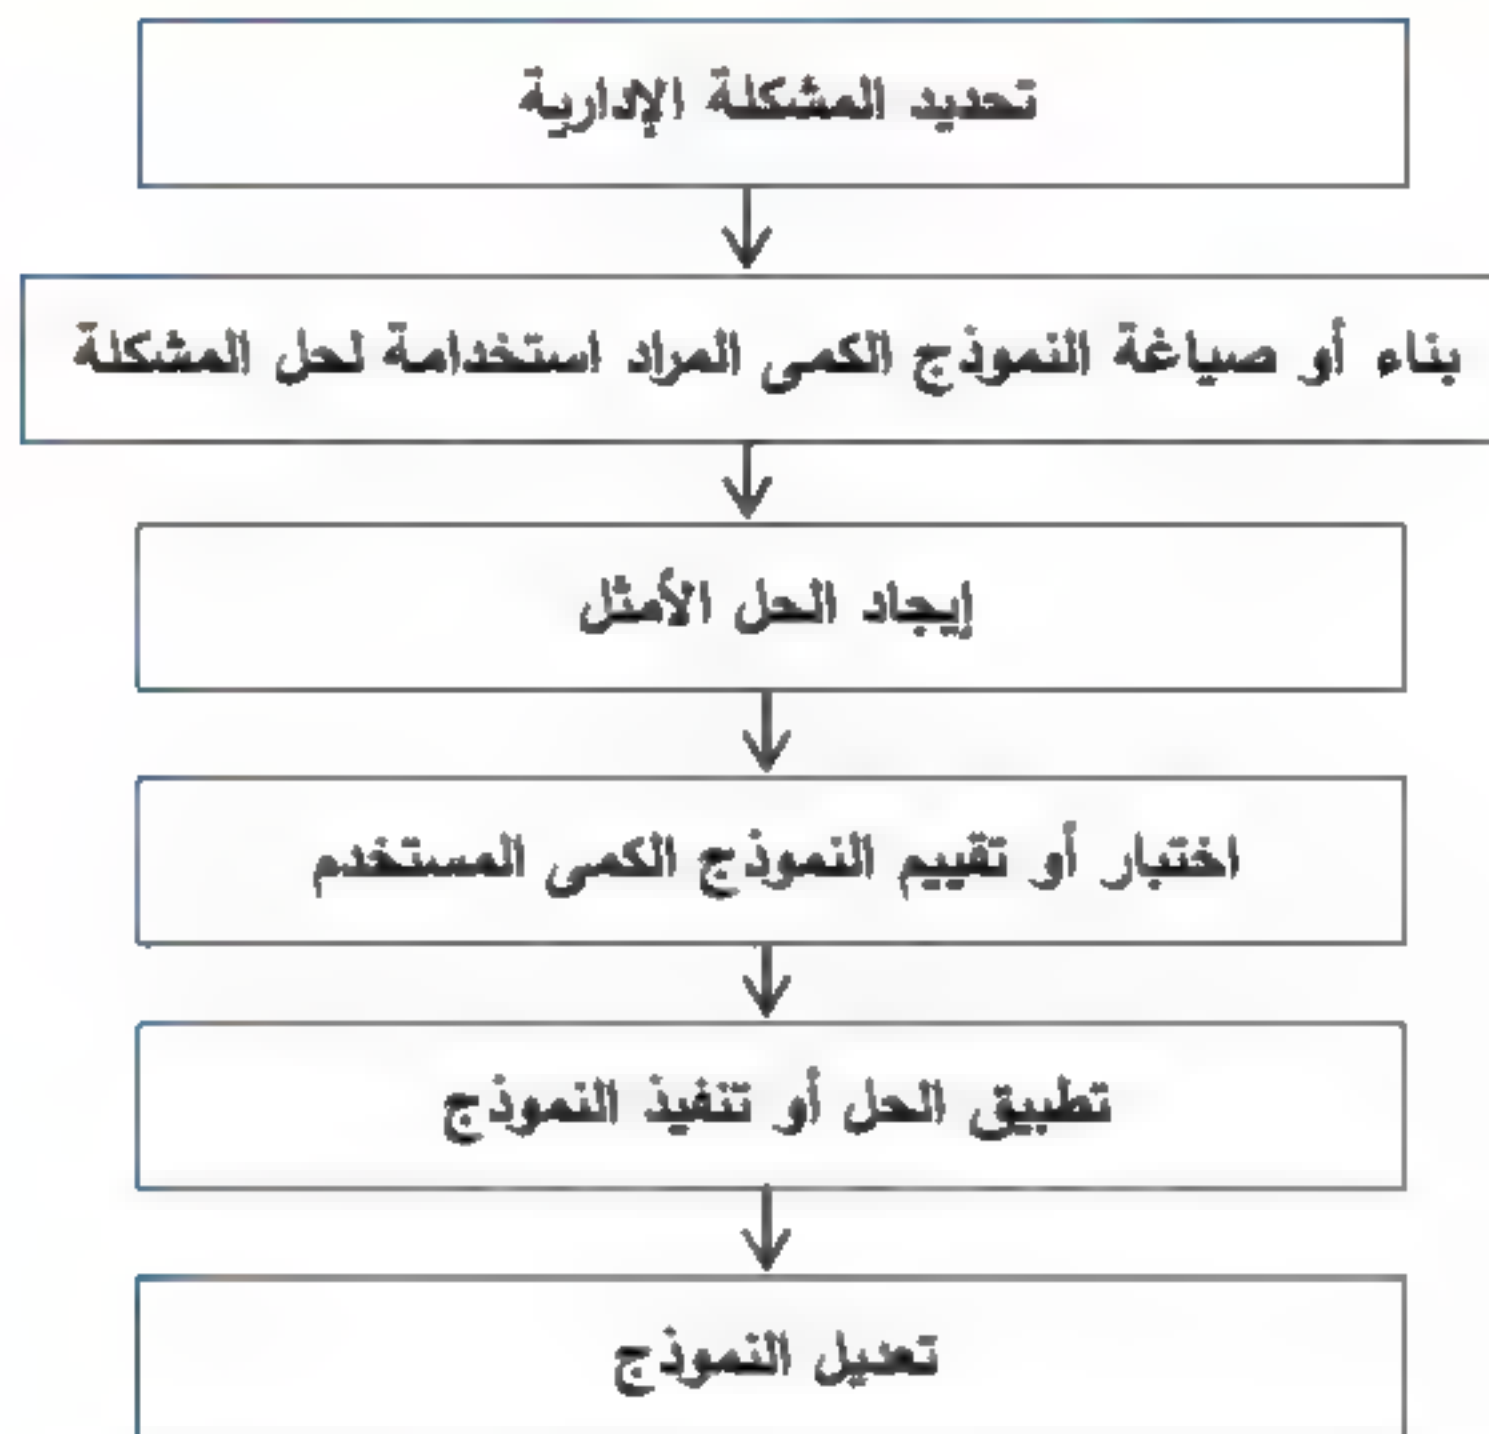 تحديد المشكلة الإدارية
بناء أو صياغة النموذج الكمى المراد استخدامة لحل المشكلة
إيجاد الحل الأمثل
اختبار أو تقييم النموذج الكمى المستخدم
تطبيق الحل أو تنفيذ النموذج
تعديل النموذج